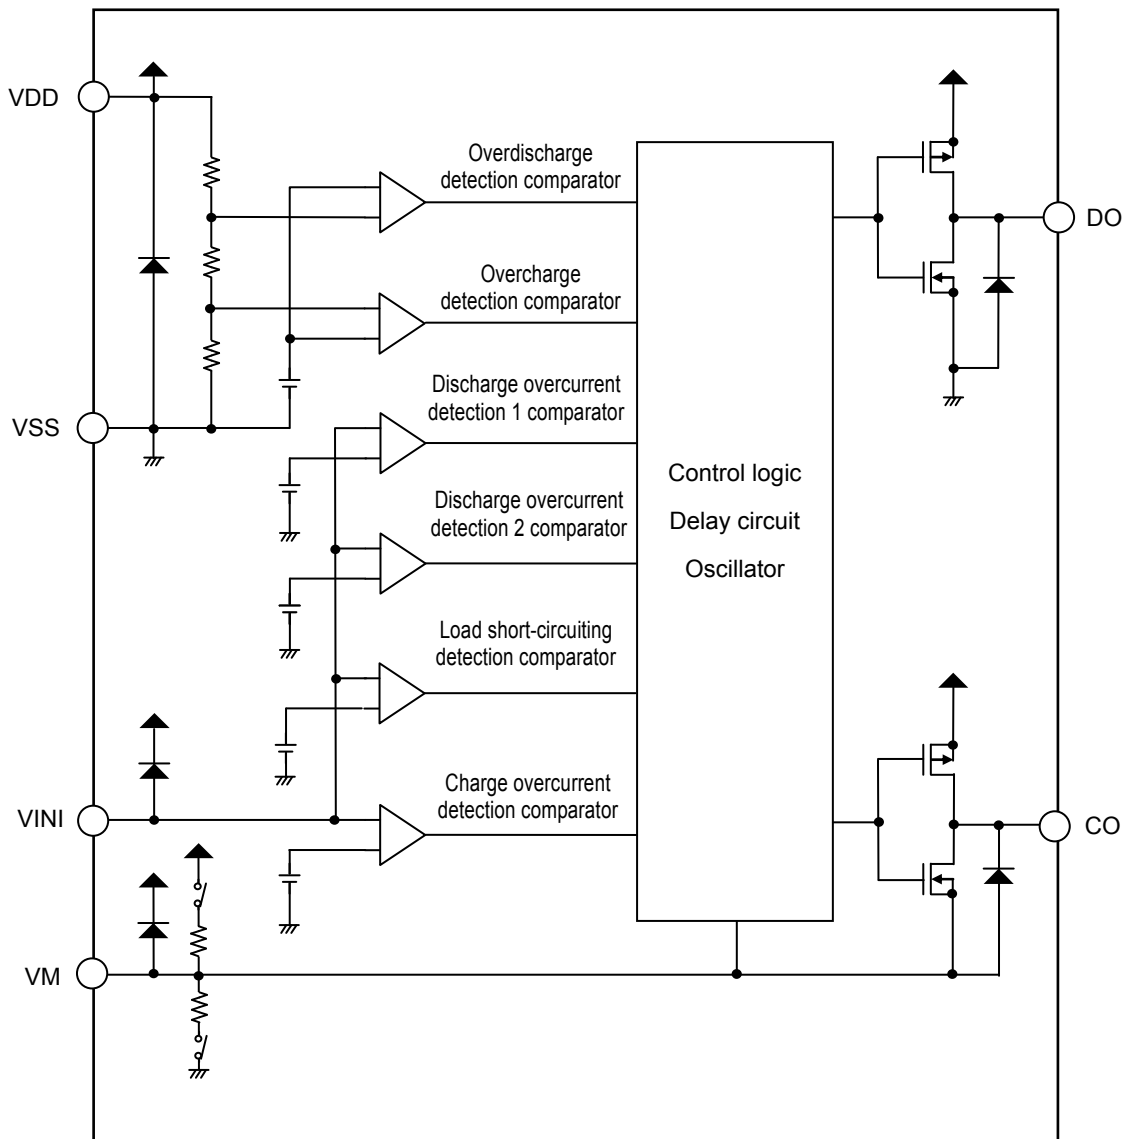 VDD
Overdischarge
detection comparator
DO
Overcharge
detection comparator
Discharge overcurrent
detection 1 comparator
VSS
Control logic
Delay circuit
Oscillator
Discharge overcurrent
detection 2 comparator
Load short-circuiting
detection comparator
Charge overcurrent
detection comparator
VINI
CO
VM